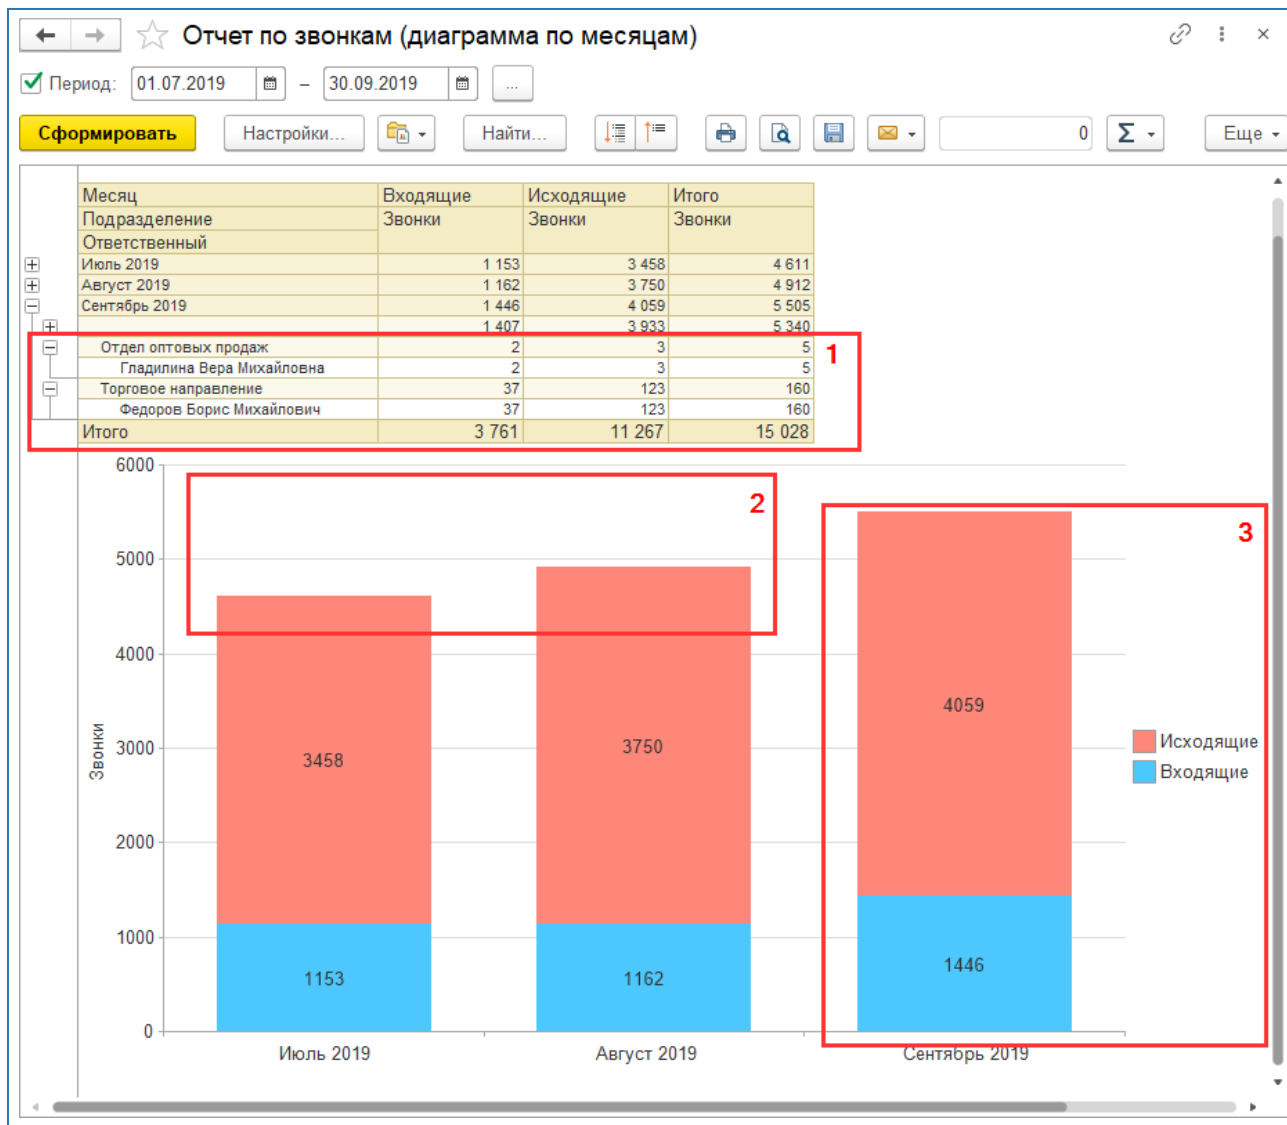 Отчет по звонкам (диаграмма по месяцам)
Период: 01.07.2019 – 30.09.2019 ...
Сформировать Настройки... Найти... 0 Σ Еще
Месяц Входящие Исходящие Итого
Подразделение Звонки Звонки Звонки
Ответственный
Июль 2019 1 153 3 458 4 611
Август 2019 1 162 3 750 4 912
Сентябрь 2019 1 446 4 059 5 505
1 407 3 933 5 340
Отдел оптовых продаж 2 3 5
1
Гладилина Вера Михайловна 2 3 5
Торговое направление 37 123 160
Федоров Борис Михайлович 37 123 160
Итого 3 761 11 267 15 028
6000
2
3
5000
4000
4059
Звонки
3000
3458
3750
Исходящие
Входящие
2000
1000
1153
1162
1446
0
Июль 2019 Август 2019 Сентябрь 2019